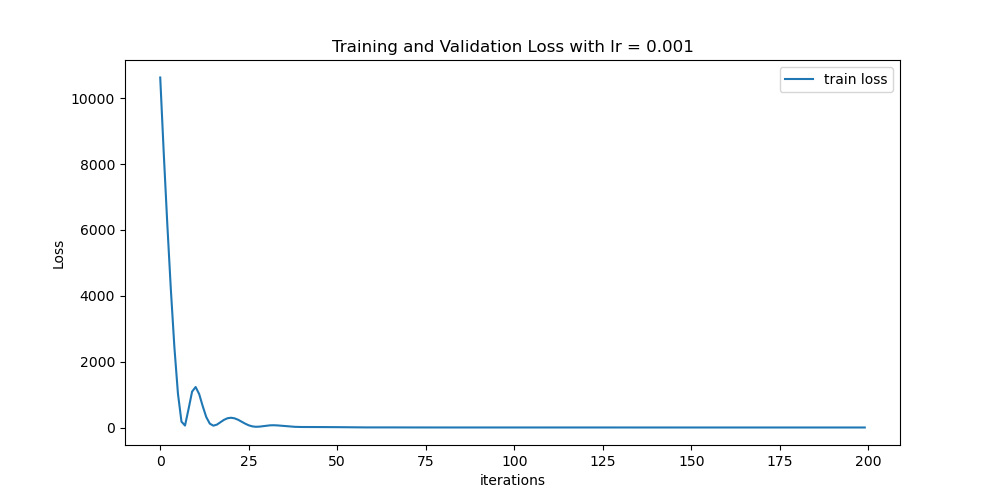 Training and Validation Loss with lr = 0.001
train loss
10000
8000
6000
4000
2000
0
Loss
0 25 50 75 100 125 150 175 200
iterations